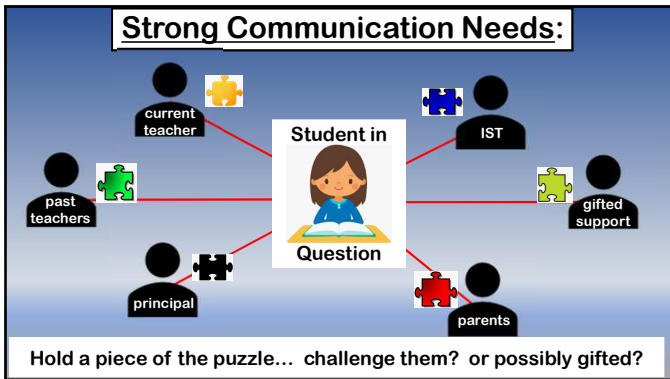 Strong Communication Needs:
current
teacher
IST
Student in
past
teachers
gifted
support
Question
principal
parents
Hold a piece of the puzzle... challenge them? or possibly gifted?